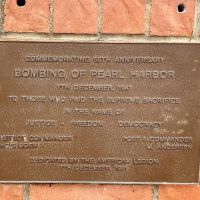 COMMEMORATING 50TH ANNIVERSARY
BOMBING OF PEARL HARBOR
7TH DECEMBER, 1941
TO THOSE WHO PAID THE SUPREME SACRIFICE
IN THE NAME OF
JUSTICE - FREEDOM - DEMOCRACY
DISTRICT COMMANDER POST COMMANDER
M. ANDERSEN
DEDICATED BY THE AMERICAN LEGION
7TH DECEMBER, 1991